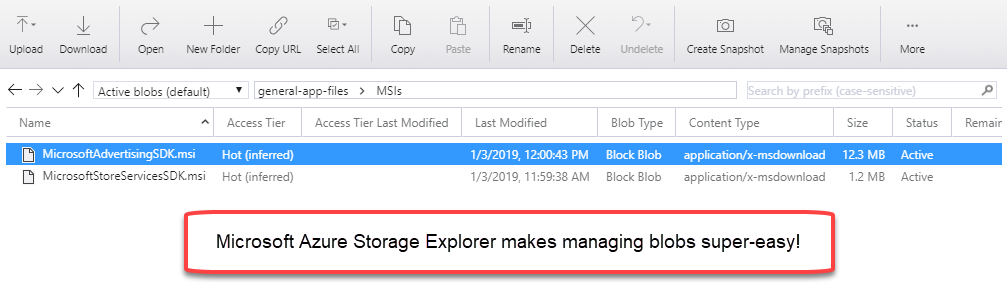 Upload Download Open New Folder Copy URL Select All Copy Paste Rename Delete Undelete Create Snapshot Manage Snapshots More
Active blobs (default) general-app-files MSIs Search by prefix (case-sensitive)
Name Access Tier Access Tier Last Modified Last Modified Blob Type Content Type Size Status Remain
MicrosoftAdvertisingSDK.msi Hot (inferred) 1/3/2019, 12:00:43 PM Block Blob application/x-msdownload 12.3 MB Active
MicrosoftStoreServicesSDK.msi Hot (inferred) 1/3/2019, 11:59:38 AM Block Blob application/x-msdownload 1.2 MB Active
Microsoft Azure Storage Explorer makes managing blobs super-easy!